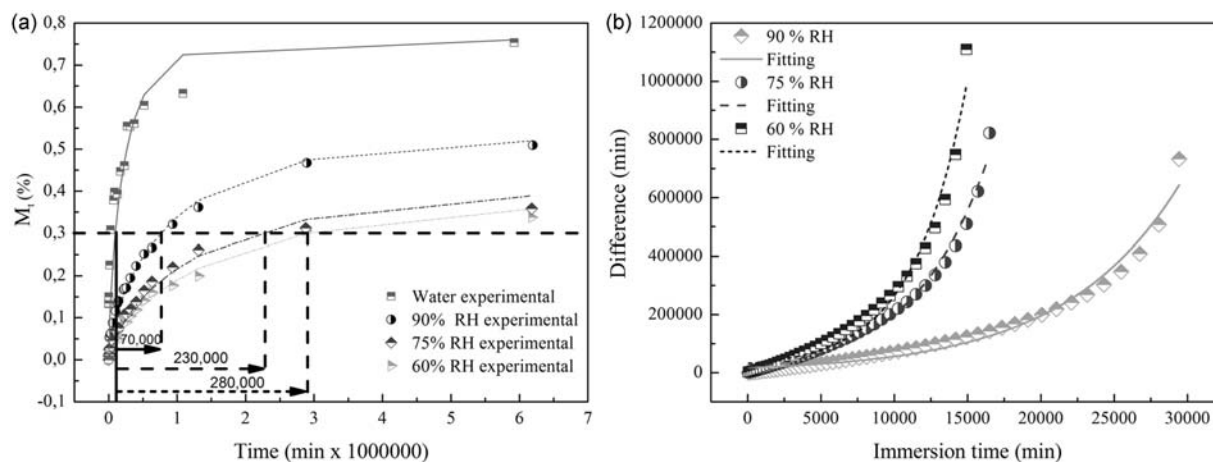 (a)
0,8
0,7
0,6
0,5
0,4
0,3
0,2
0,1
0,0
-0,1
Mt (%)
Water experimental
90% RH experimental
75% RH experimental
60% RH experimental
70,000
230,000
280,000
0 1 2 3 4 5 6 7
Time (min x 1000000)
(b)
1200000
1000000
800000
600000
400000
200000
0
Difference (min)
90 % RH
Fitting
75 % RH
Fitting
60 % RH
Fitting
0 5000 10000 15000 20000 25000 30000
Immersion time (min)